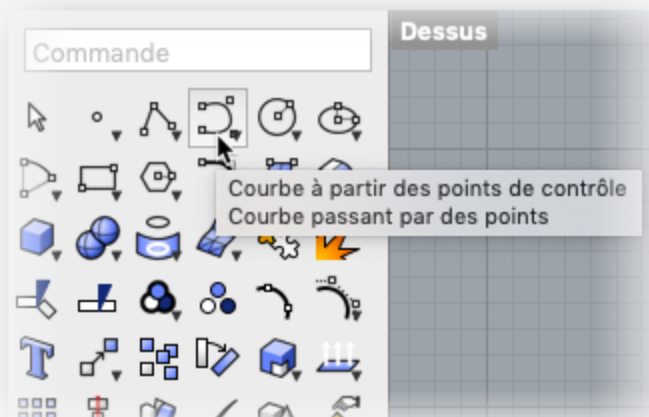 Commande
Dessus
Courbe à partir des points de contrôle
Courbe passant par des points